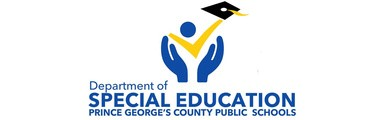 Department of
SPECIAL EDUCATION
PRINCE GEORGE'S COUNTY PUBLIC SCHOOLS